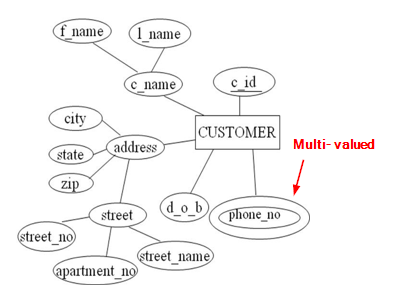 f_name
l_name
c_name
c_id
city
CUSTOMER
Multi- valued
address
state
zip
d_o_b
phone_no
street
street_no
street_name
apartment_no